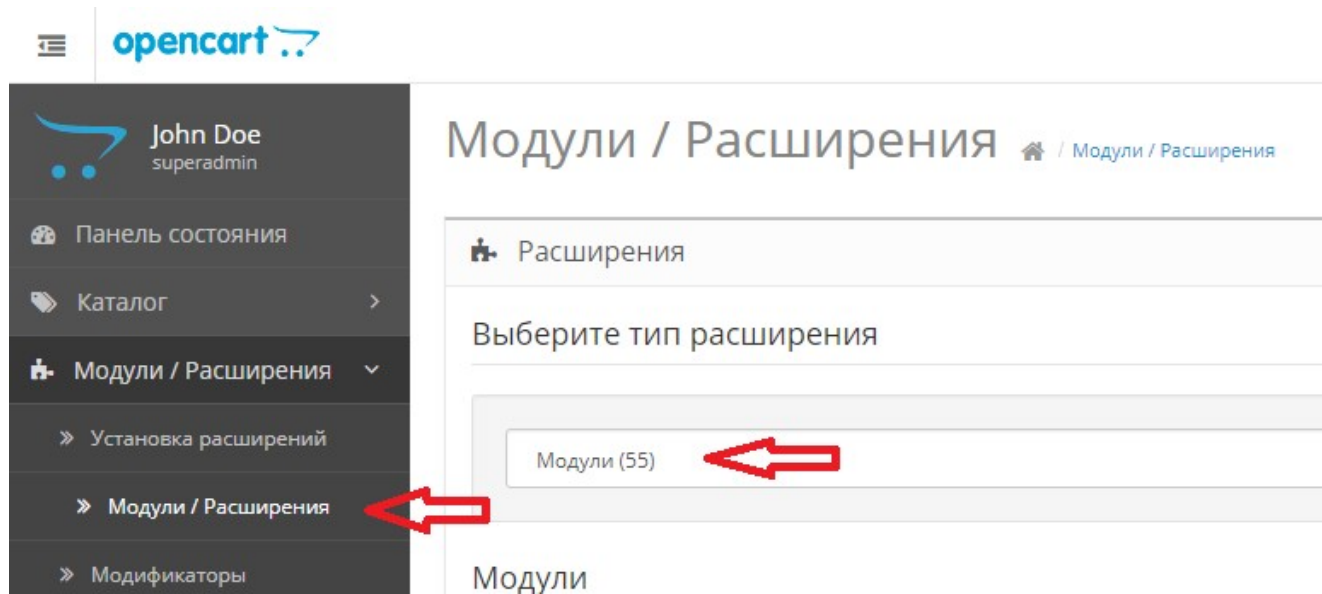 opencart
John Doe
superadmin
Панель состояния
Каталог
Модули / Расширения
Установка расширений
Модули / Расширения
Модификаторы
Модули / Расширения / Модули / Расширения
Расширения
Выберите тип расширения
Модули (55)
Модули